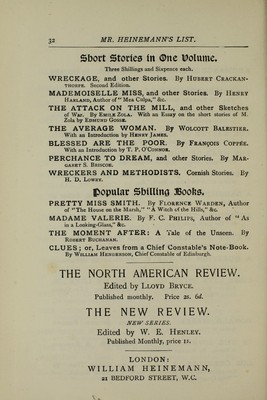 32 MR. HEINEMANN'S LIST.
Short Stories in One Volume.
Three Shillings and Sixpence each.
WRECKAGE, and other Stories. By HUBERT CRACKAN-
THORPE. Second Edition.
MADEMOISELLE MISS, and other Stories. By HENRY
HARLAND, Author of "Mea Culpa," &c.
THE ATTACK ON THE MILL, and other Sketches
of War. By EMILE ZOLA. With an Essay on the short stories of M.
Zola by EDMUND GOSSE.
THE AVERAGE WOMAN. By WOLCOTT BALESTIER.
With an Introduction by HENRY JAMES.
BLESSED ARE THE POOR. By FRANÇOIS COPPÉE.
With an Introduction by T. P. O'CONNOR.
PERCHANCE TO DREAM, and other Stories. By MAR-
GARET S. BRISCOE.
WRECKERS AND METHODISTS. Cornish Stories. By
H. D. LOWRY.
Popular Shilling Books.
PRETTY MISS SMITH. By FLORENCE WARDEN, Author
of "The House on the Marsh," "A Witch of the Hills," &c.
MADAME VALERIE. By F. C. PHILIPS, Author of "As
in a Looking-Glass," &c.
THE MOMENT AFTER: A Tale of the Unseen. By
ROBERT BUCHANAN.
CLUES; or, Leaves from a Chief Constable's Note-Book.
By WILLIAM HENDERSON, Chief Constable of Edinburgh.
THE NORTH AMERICAN REVIEW.
Edited by LLOYD BRYCE.
Published monthly. Price 2s. 6d.
THE NEW REVIEW.
NEW SERIES.
Edited by W. E. HENLEY.
Published Monthly, price 1s.
LONDON:
WILLIAM HEINEMANN,
21 BEDFORD STREET, W.C.